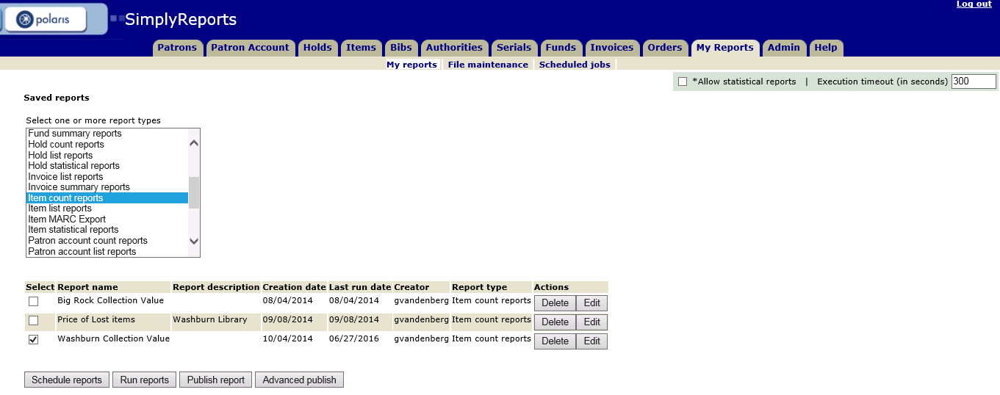 Log out
polaris
SimplyReports
Patrons Patron Account Holds Items Bibs Authorities Serials Funds Invoices Orders My Reports Admin Help
My reports File maintenance Scheduled jobs
*Allow statistical reports | Execution timeout (in seconds) 300
Saved reports
Select one or more report types
Fund summary reports
Hold count reports
Hold list reports
Hold statistical reports
Invoice list reports
Invoice summary reports
Item count reports
Item list reports
Item MARC Export
Item statistical reports
Patron account count reports
Patron account list reports
Select Report name Report description Creation date Last run date Creator Report type Actions
Big Rock Collection Value 08/04/2014 08/04/2014 gvandenberg Item count reports Delete Edit
Price of Lost items Washburn Library 09/08/2014 09/08/2014 gvandenberg Item count reports Delete Edit
Washburn Collection Value 10/04/2014 06/27/2016 gvandenberg Item count reports Delete Edit
Schedule reports Run reports Publish report Advanced publish